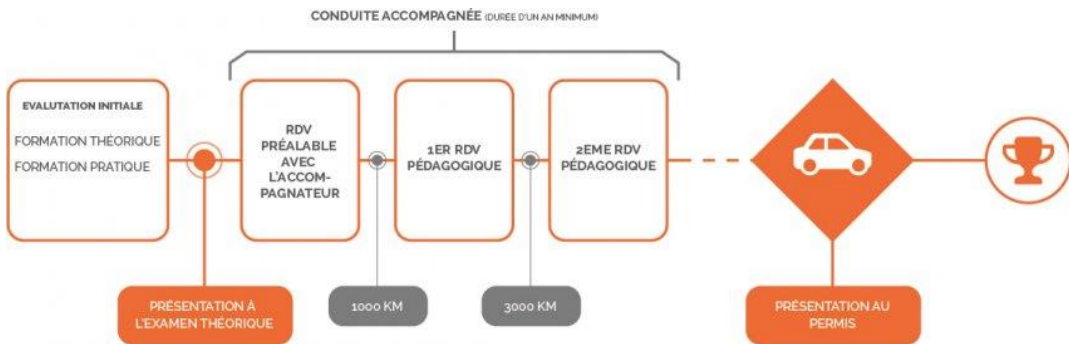 CONDUITE ACCOMPAGNÉE (DURÉE D'UN AN MINIMUM)
EVALUTATION INITIALE
FORMATION THÉORIQUE
FORMATION PRATIQUE
RDV
PRÉALABLE
AVEC
L'ACCOM-
PAGNATEUR
1ER RDV
PÉDAGOGIQUE
2EME RDV
PÉDAGOGIQUE
PRÉSENTATION À
L'EXAMEN THÉORIQUE
1000 KM
3000 KM
PRÉSENTATION AU
PERMIS